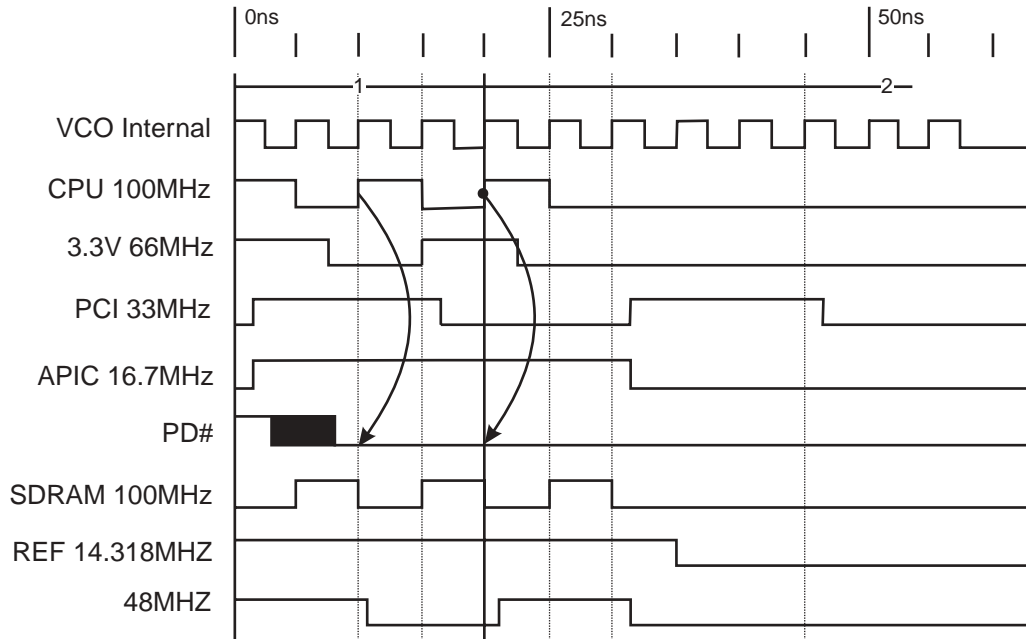 0ns 25ns 50ns
1 2
VCO Internal
CPU 100MHz
3.3V 66MHz
PCI 33MHz
APIC 16.7MHz
PD#
SDRAM 100MHz
REF 14.318MHZ
48MHZ